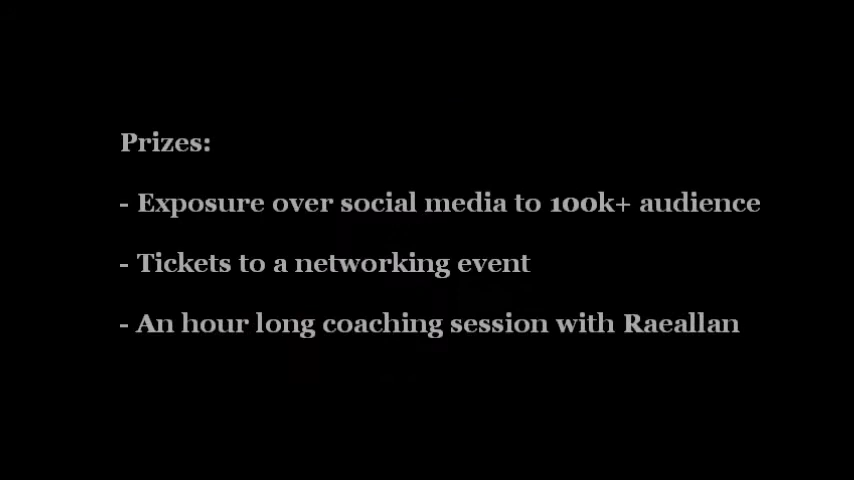 Prizes:
- Exposure over social media to 100k+ audience
- Tickets to a networking event
- An hour long coaching session with Raeallan